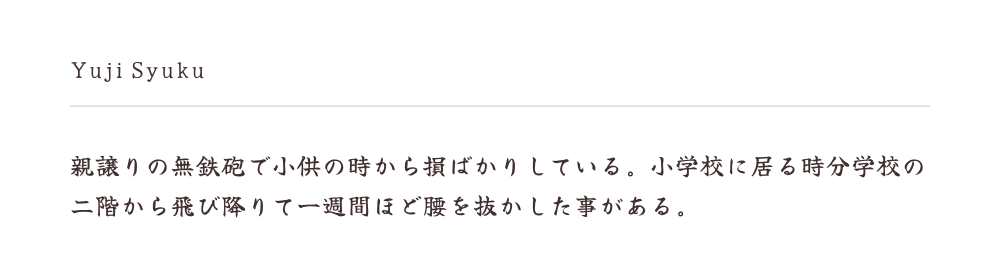 Yuji Syuku
親譲りの無鉄砲で小供の時から損ばかりしている。小学校に居る時分学校の
二階から飛び降りて一週間ほど腰を抜かした事がある。